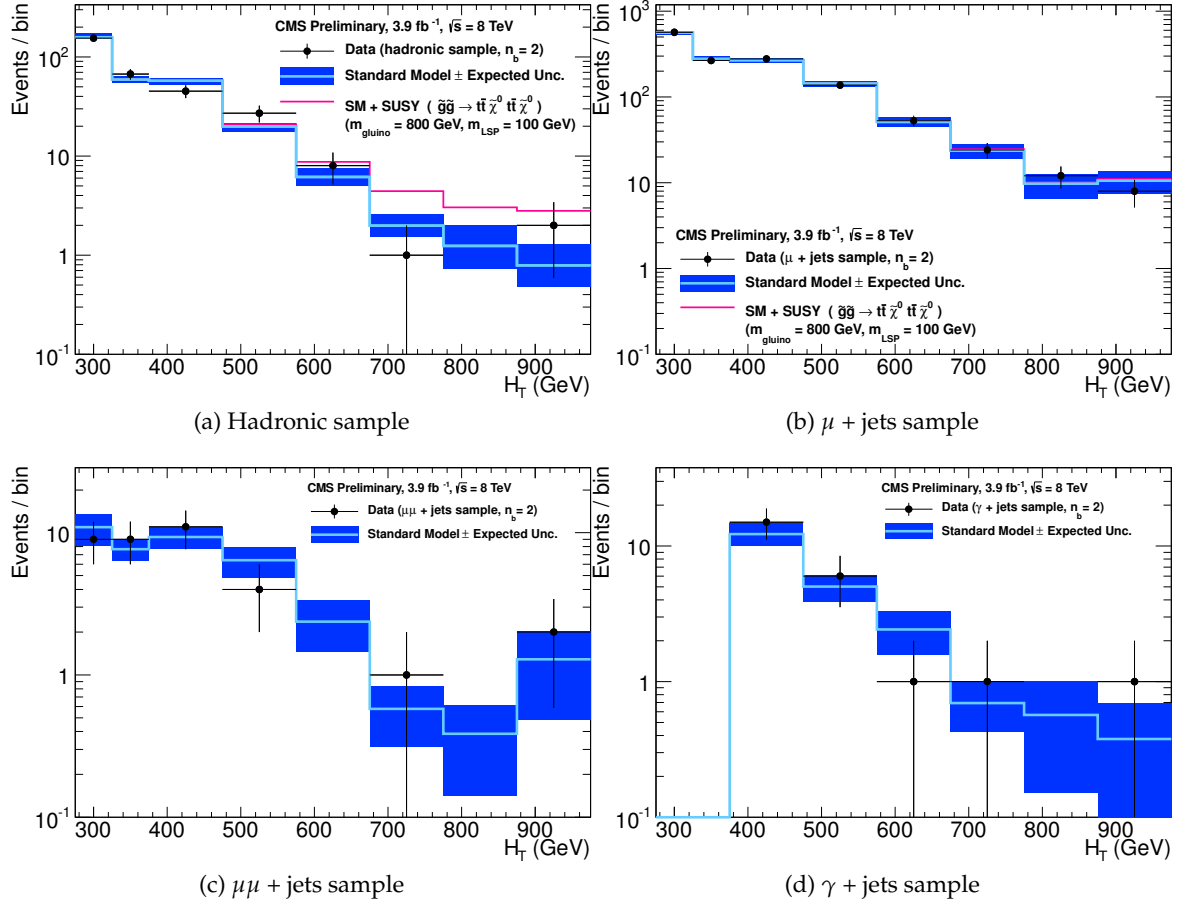 Events / bin
10²
10
1
10⁻¹
CMS Preliminary, 3.9 fb⁻¹, √s = 8 TeV
Data (hadronic sample, n_b = 2)
Standard Model ± Expected Unc.
SM + SUSY ( g̃g̃ → tt̄ χ̃⁰ tt̄ χ̃⁰ )
(m_gluino = 800 GeV, m_LSP = 100 GeV)
300 400 500 600 700 800 900
H_T (GeV)
(a) Hadronic sample
Events / bin
10³
10²
10
1
10⁻¹
CMS Preliminary, 3.9 fb⁻¹, √s = 8 TeV
Data (μ + jets sample, n_b = 2)
Standard Model ± Expected Unc.
SM + SUSY ( g̃g̃ → tt̄ χ̃⁰ tt̄ χ̃⁰ )
(m_gluino = 800 GeV, m_LSP = 100 GeV)
300 400 500 600 700 800 900
H_T (GeV)
(b) μ + jets sample
Events / bin
10
1
10⁻¹
CMS Preliminary, 3.9 fb⁻¹, √s = 8 TeV
Data (μμ + jets sample, n_b = 2)
Standard Model ± Expected Unc.
300 400 500 600 700 800 900
H_T (GeV)
(c) μμ + jets sample
Events / bin
10
1
10⁻¹
CMS Preliminary, 3.9 fb⁻¹, √s = 8 TeV
Data (γ + jets sample, n_b = 2)
Standard Model ± Expected Unc.
300 400 500 600 700 800 900
H_T (GeV)
(d) γ + jets sample